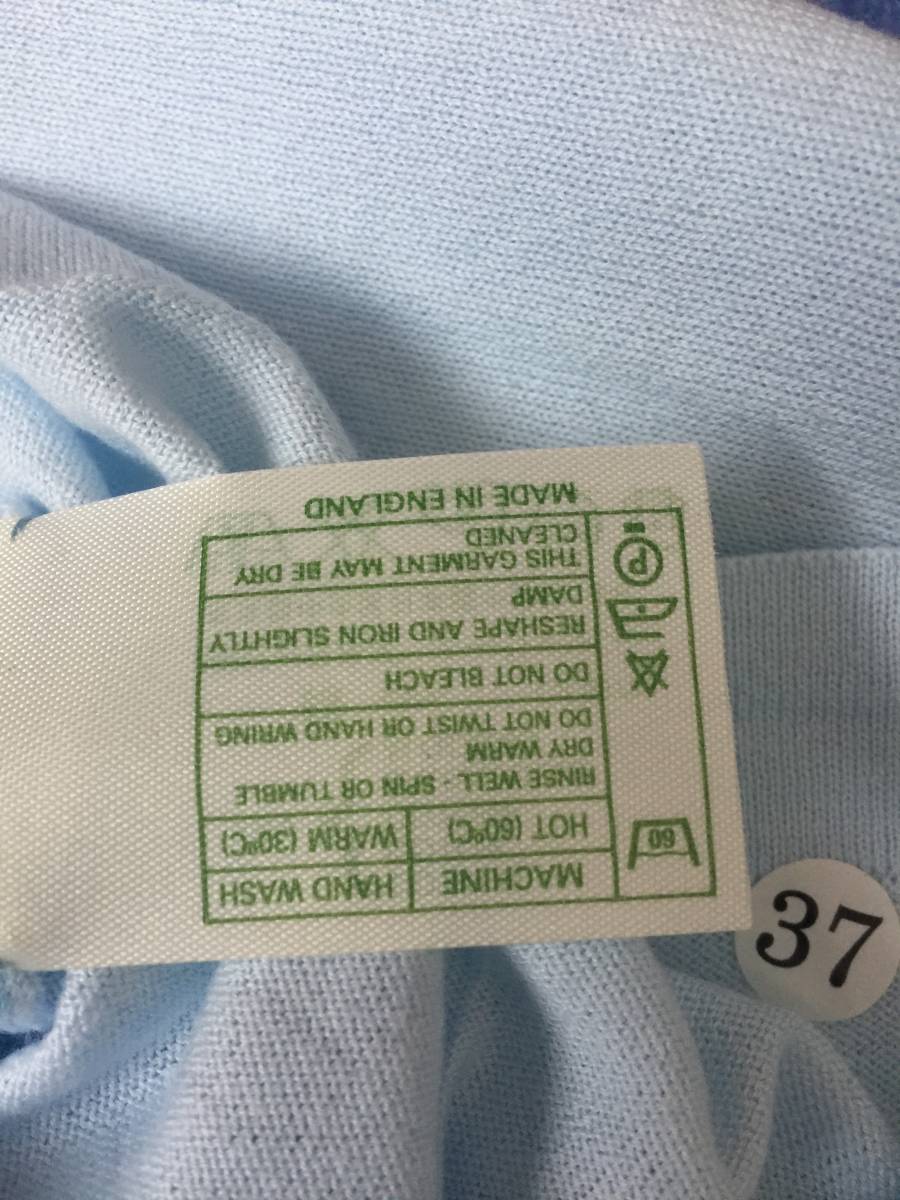 MACHINE HAND WASH
60 HOT (60ºC) WARM (30ºC)
RINSE WELL - SPIN OR TUMBLE
DRY WARM
DO NOT TWIST OR HAND WRING
DO NOT BLEACH
RESHAPE AND IRON SLIGHTLY
DAMP
P THIS GARMENT MAY BE DRY
CLEANED
MADE IN ENGLAND
37